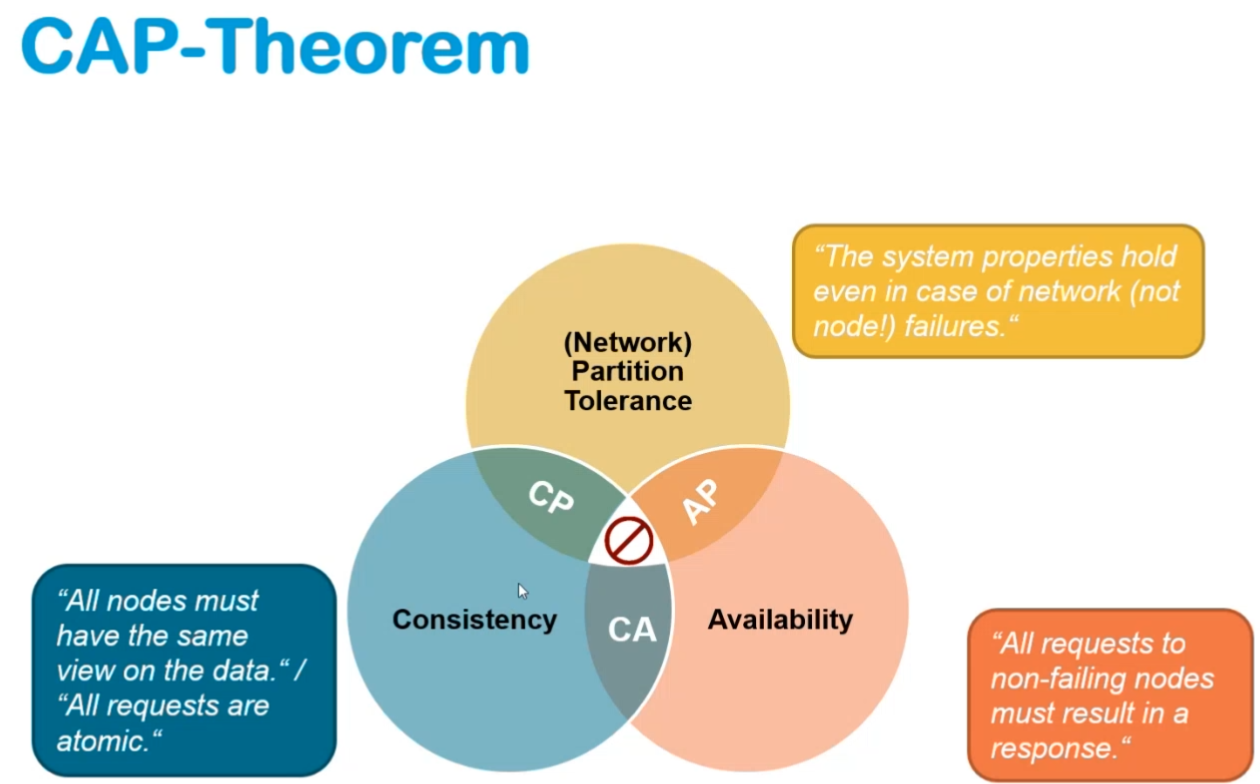 CAP-Theorem
“The system properties hold
even in case of network (not
node!) failures.“
(Network)
Partition
Tolerance
CP
AP
“All nodes must
have the same
view on the data.“ /
“All requests are
atomic.“
Consistency
CA
Availability
“All requests to
non-failing nodes
must result in a
response.“